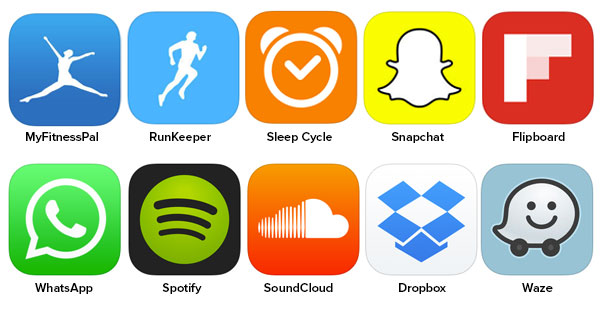 MyFitnessPal
RunKeeper
Sleep Cycle
Snapchat
Flipboard
WhatsApp
Spotify
SoundCloud
Dropbox
Waze